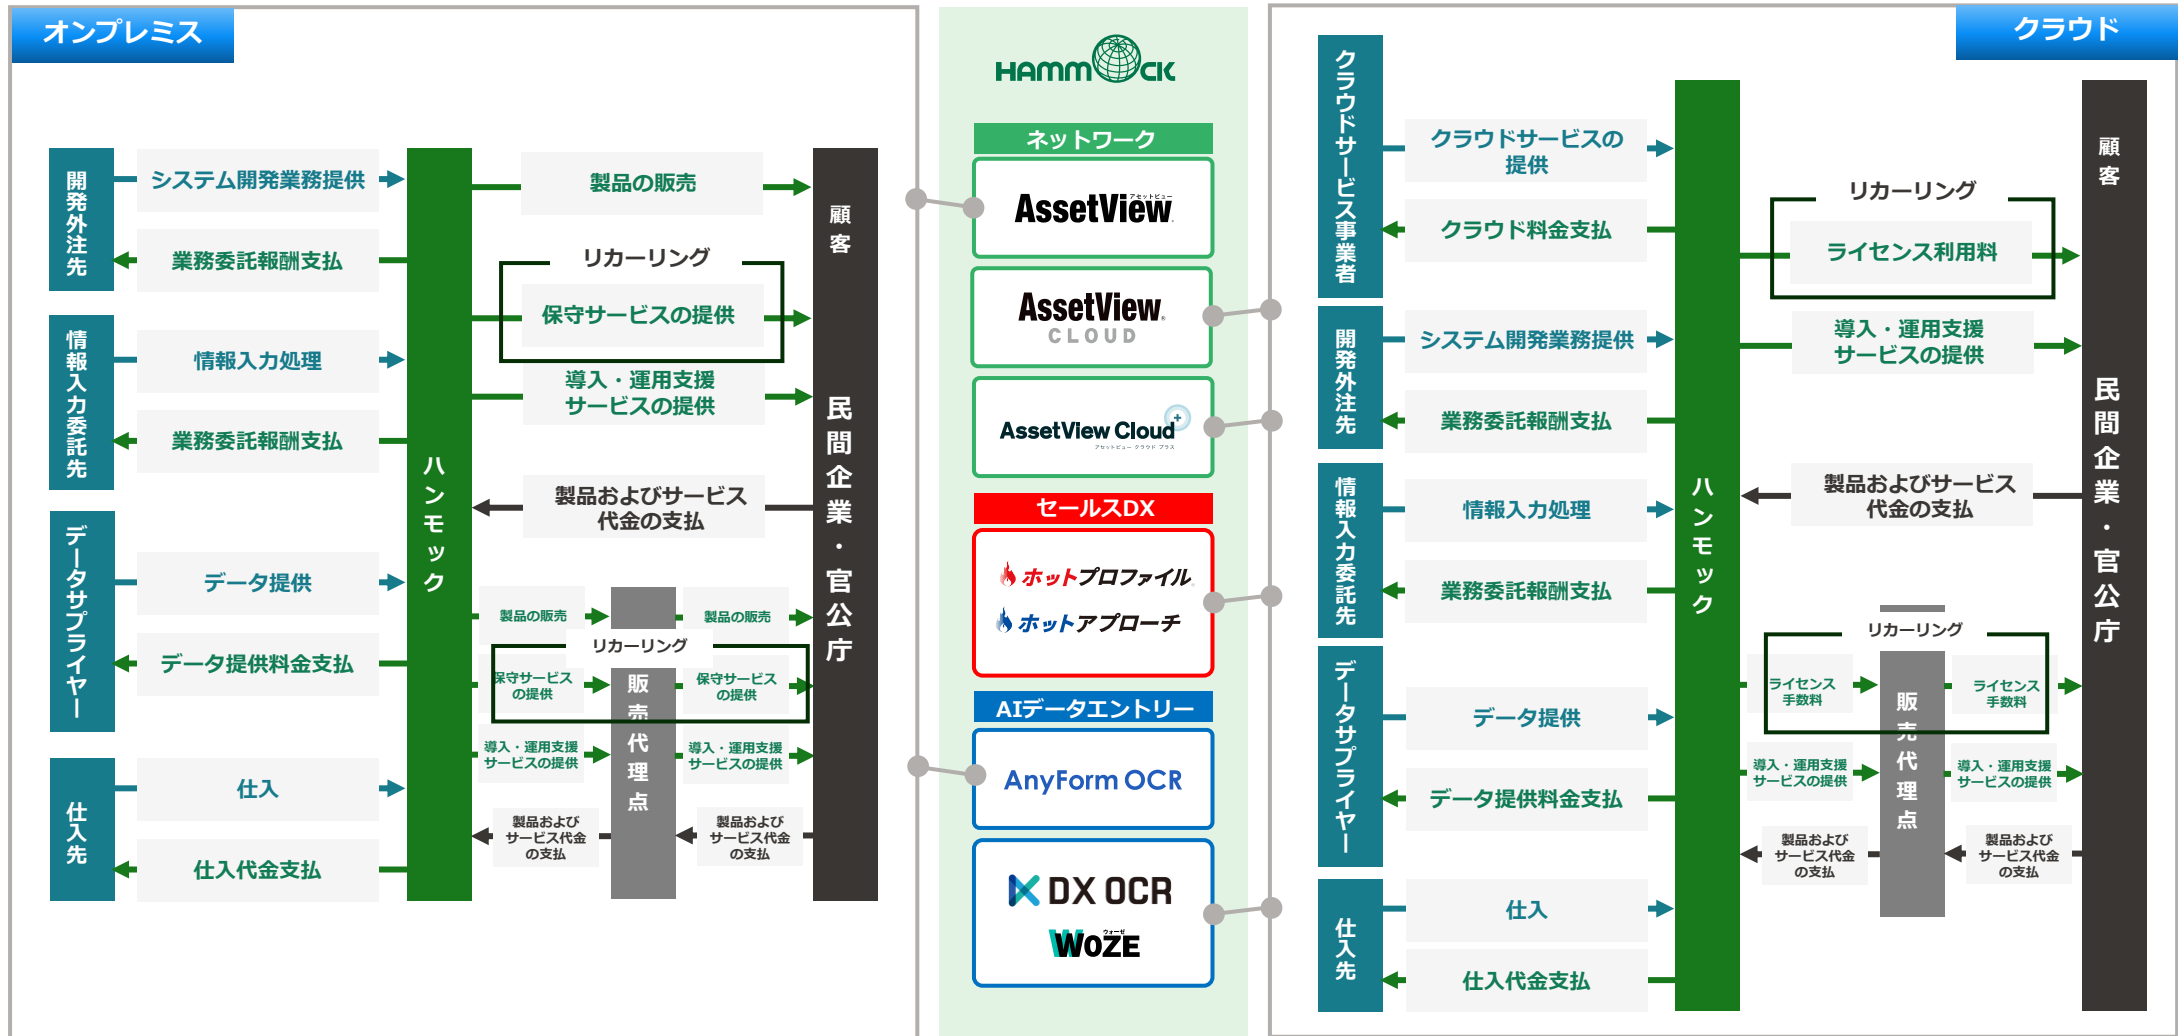 オンプレミス
開発外注先
システム開発業務提供
業務委託報酬支払
情報入力委託先
情報入力処理
業務委託報酬支払
データサプライヤー
データ提供
データ提供料金支払
仕入先
仕入
仕入代金支払
ハンモック
製品の販売
リカーリング
保守サービスの提供
導入・運用支援
サービスの提供
製品およびサービス
代金の支払
製品の販売
製品の販売
リカーリング
保守サービス
の提供
保守サービス
の提供
導入・運用支援
サービスの提供
導入・運用支援
サービスの提供
製品および
サービス代金
の支払
製品および
サービス代金
の支払
販売代理点
顧客
民間企業・官公庁
HAMMOCK
ネットワーク
アセットビュー
AssetView
AssetView®
CLOUD
AssetView Cloud +
アセットビュー クラウド プラス
セールスDX
ホットプロファイル®
ホットアプローチ
AIデータエントリー
AnyForm OCR
DX OCR
ウォーゼ
WOZE
クラウド
クラウドサービス事業者
クラウドサービスの
提供
クラウド料金支払
開発外注先
システム開発業務提供
業務委託報酬支払
情報入力委託先
情報入力処理
業務委託報酬支払
データサプライヤー
データ提供
データ提供料金支払
仕入先
仕入
仕入代金支払
ハンモック
リカーリング
ライセンス利用料
導入・運用支援
サービスの提供
製品およびサービス
代金の支払
リカーリング
ライセンス
手数料
ライセンス
手数料
導入・運用支援
サービスの提供
導入・運用支援
サービスの提供
製品および
サービス代金
の支払
製品および
サービス代金
の支払
販売代理点
顧客
民間企業・官公庁